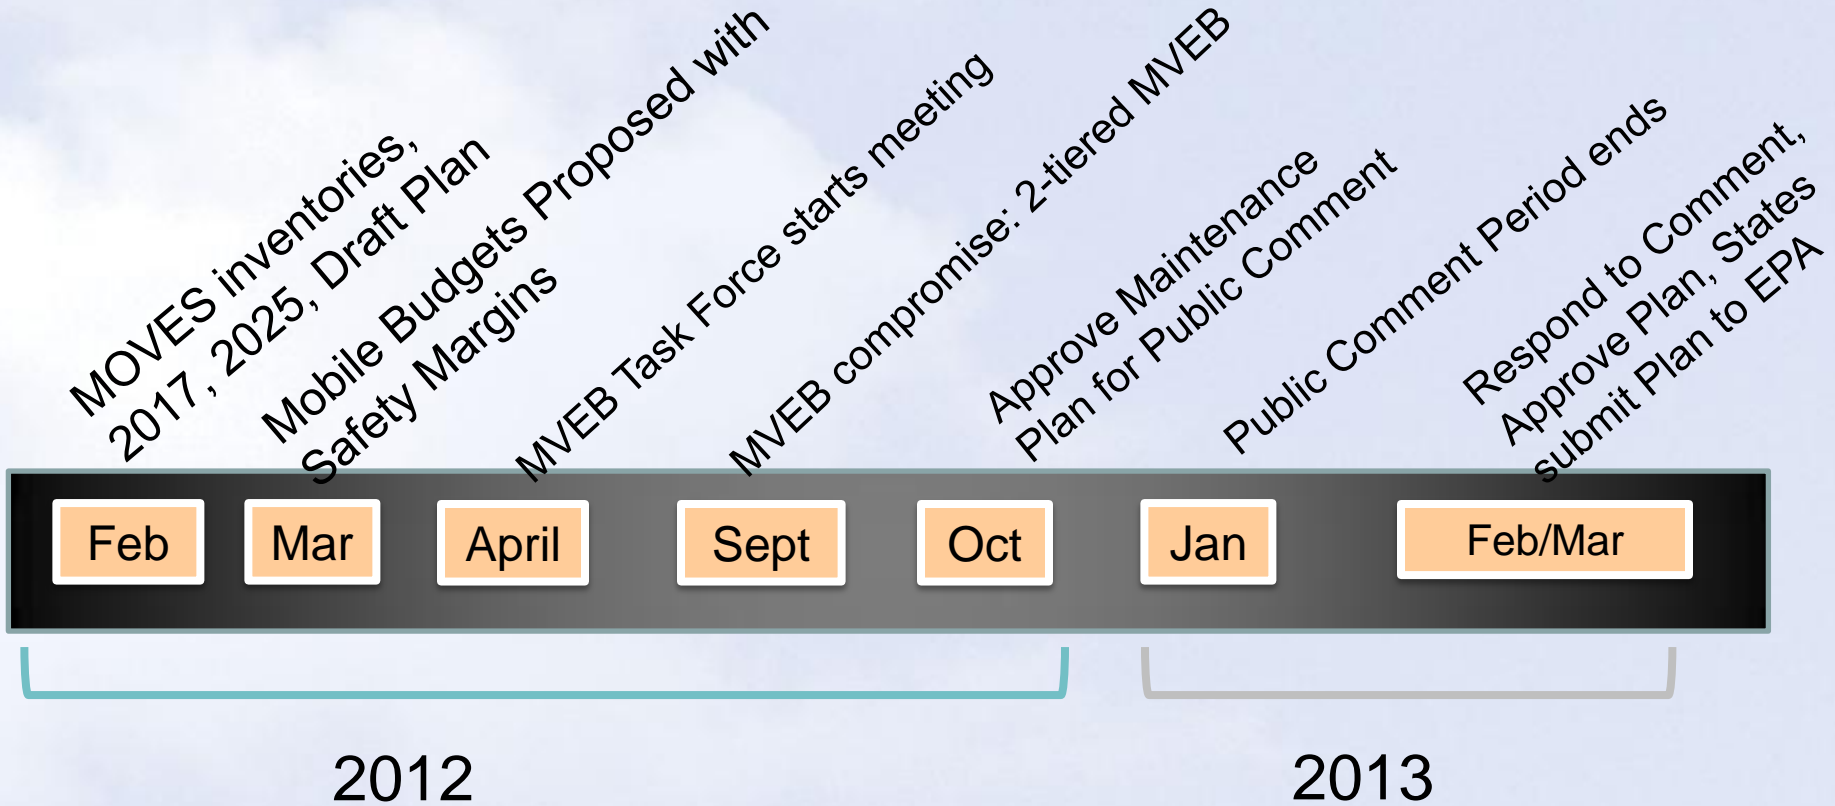 MOVES inventories,
2017, 2025, Draft Plan
Mobile Budgets Proposed with
Safety Margins
MVEB Task Force starts meeting
MVEB compromise: 2-tiered MVEB
Approve Maintenance
Plan for Public Comment
Public Comment Period ends
Respond to Comment,
Approve Plan, States
submit Plan to EPA
Feb
Mar
April
Sept
Oct
Jan
Feb/Mar
2012
2013